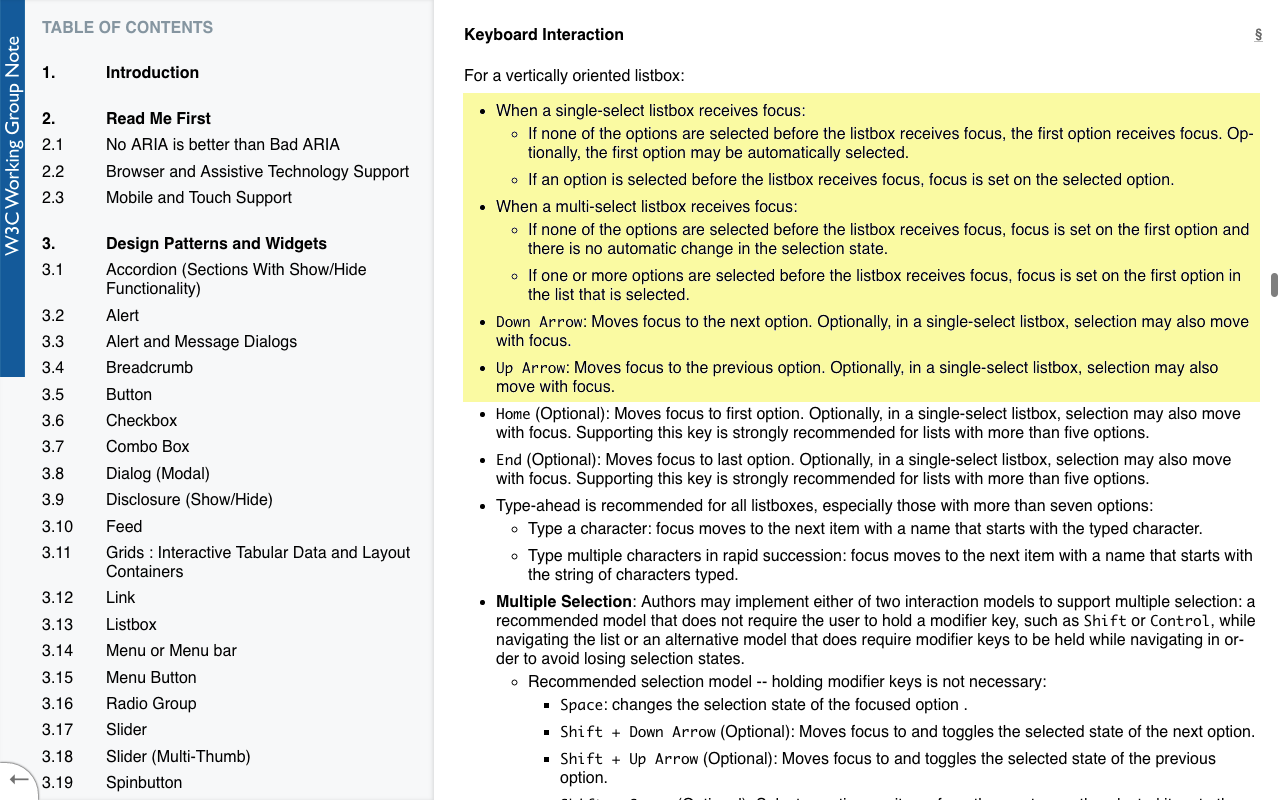 W3C Working Group Note
TABLE OF CONTENTS
1. Introduction
2. Read Me First
2.1 No ARIA is better than Bad ARIA
2.2 Browser and Assistive Technology Support
2.3 Mobile and Touch Support
3. Design Patterns and Widgets
3.1 Accordion (Sections With Show/Hide
Functionality)
3.2 Alert
3.3 Alert and Message Dialogs
3.4 Breadcrumb
3.5 Button
3.6 Checkbox
3.7 Combo Box
3.8 Dialog (Modal)
3.9 Disclosure (Show/Hide)
3.10 Feed
3.11 Grids : Interactive Tabular Data and Layout
Containers
3.12 Link
3.13 Listbox
3.14 Menu or Menu bar
3.15 Menu Button
3.16 Radio Group
3.17 Slider
3.18 Slider (Multi-Thumb)
3.19 Spinbutton
←
Keyboard Interaction §
For a vertically oriented listbox:
• When a single-select listbox receives focus:
◦ If none of the options are selected before the listbox receives focus, the first option receives focus. Op-
tionally, the first option may be automatically selected.
◦ If an option is selected before the listbox receives focus, focus is set on the selected option.
• When a multi-select listbox receives focus:
◦ If none of the options are selected before the listbox receives focus, focus is set on the first option and
there is no automatic change in the selection state.
◦ If one or more options are selected before the listbox receives focus, focus is set on the first option in
the list that is selected.
• Down Arrow: Moves focus to the next option. Optionally, in a single-select listbox, selection may also move
with focus.
• Up Arrow: Moves focus to the previous option. Optionally, in a single-select listbox, selection may also
move with focus.
• Home (Optional): Moves focus to first option. Optionally, in a single-select listbox, selection may also move
with focus. Supporting this key is strongly recommended for lists with more than five options.
• End (Optional): Moves focus to last option. Optionally, in a single-select listbox, selection may also move
with focus. Supporting this key is strongly recommended for lists with more than five options.
• Type-ahead is recommended for all listboxes, especially those with more than seven options:
◦ Type a character: focus moves to the next item with a name that starts with the typed character.
◦ Type multiple characters in rapid succession: focus moves to the next item with a name that starts with
the string of characters typed.
• Multiple Selection: Authors may implement either of two interaction models to support multiple selection: a
recommended model that does not require the user to hold a modifier key, such as Shift or Control, while
navigating the list or an alternative model that does require modifier keys to be held while navigating in or-
der to avoid losing selection states.
◦ Recommended selection model -- holding modifier keys is not necessary:
▪ Space: changes the selection state of the focused option .
▪ Shift + Down Arrow (Optional): Moves focus to and toggles the selected state of the next option.
▪ Shift + Up Arrow (Optional): Moves focus to and toggles the selected state of the previous
option.